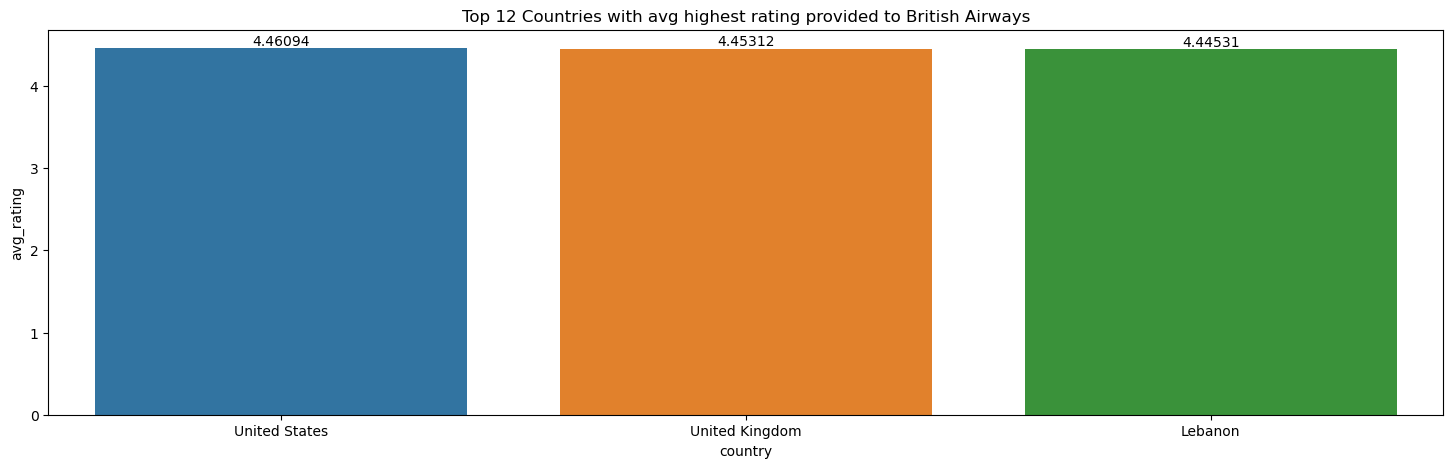 Top 12 Countries with avg highest rating provided to British Airways
4.46094
4.45312
4.44531
4
3
2
1
0
avg_rating
United States
United Kingdom
Lebanon
country